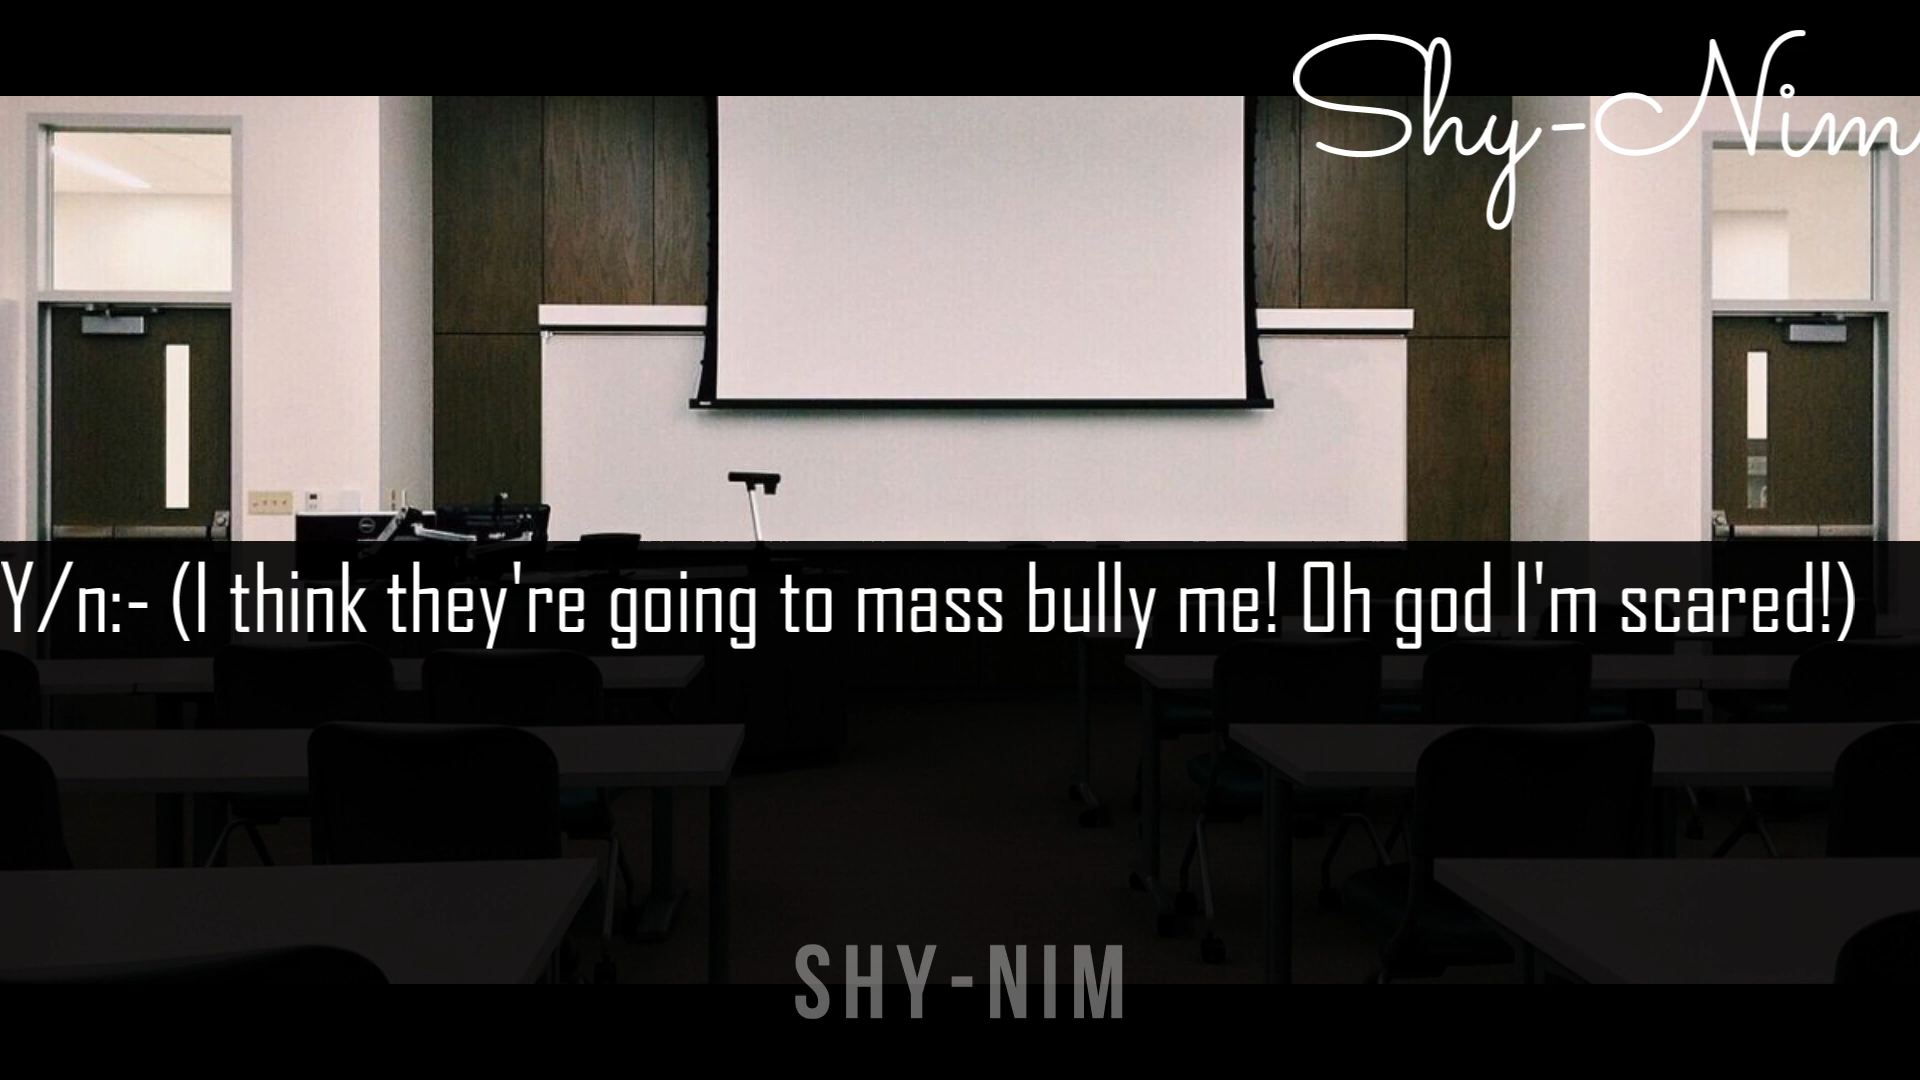 Shy-Nim
Y/n:- (I think they're going to mass bully me! Oh god I'm scared!)
SHY-NIM